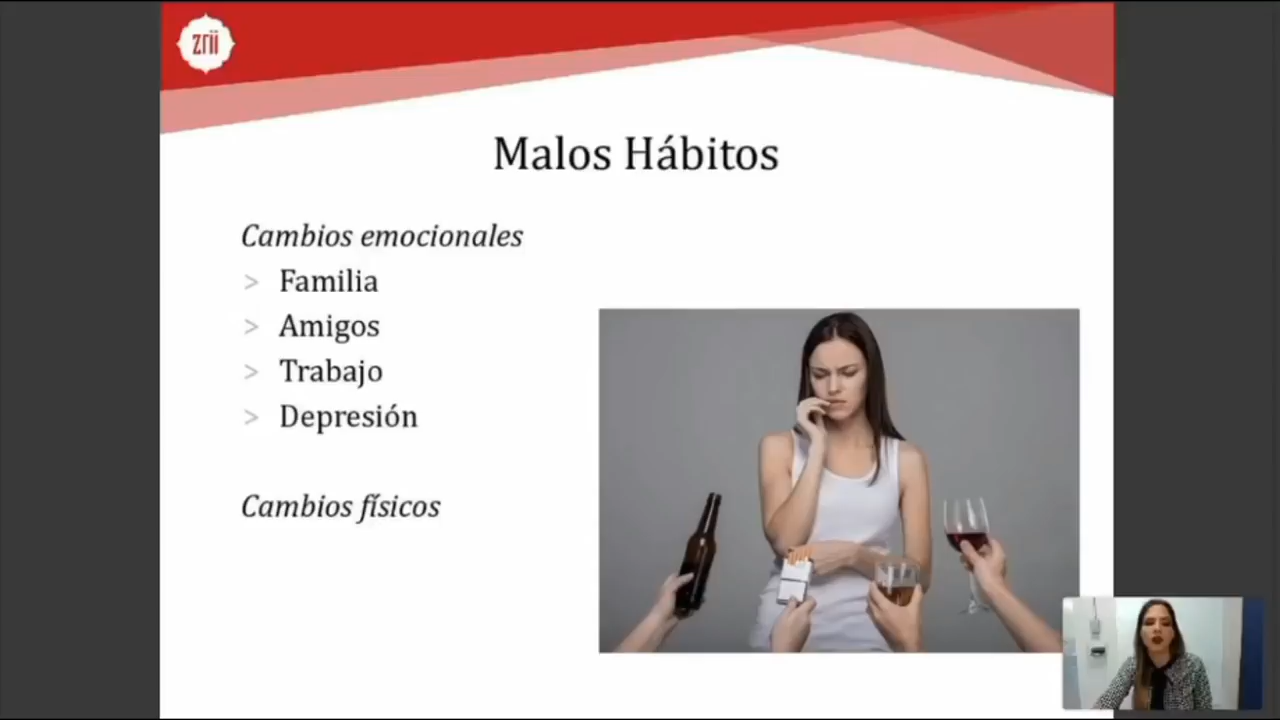 zrii
Malos Hábitos
Cambios emocionales
> Familia
> Amigos
> Trabajo
> Depresión
Cambios físicos